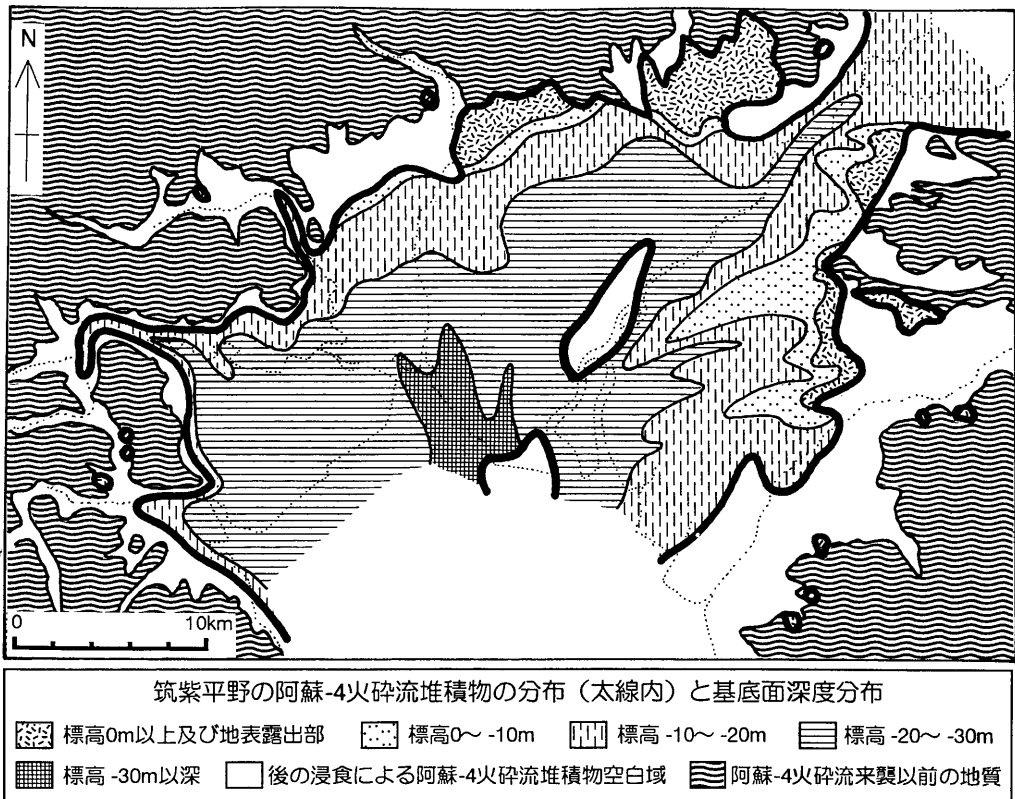 N
0 10km
筑紫平野の阿蘇-4火砕流堆積物の分布（太線内）と基底面深度分布
標高0m以上及び地表露出部 標高0～-10m 標高-10～-20m 標高-20～-30m
標高-30m以深 後の浸食による阿蘇-4火砕流堆積物空白域 阿蘇-4火砕流来襲以前の地質